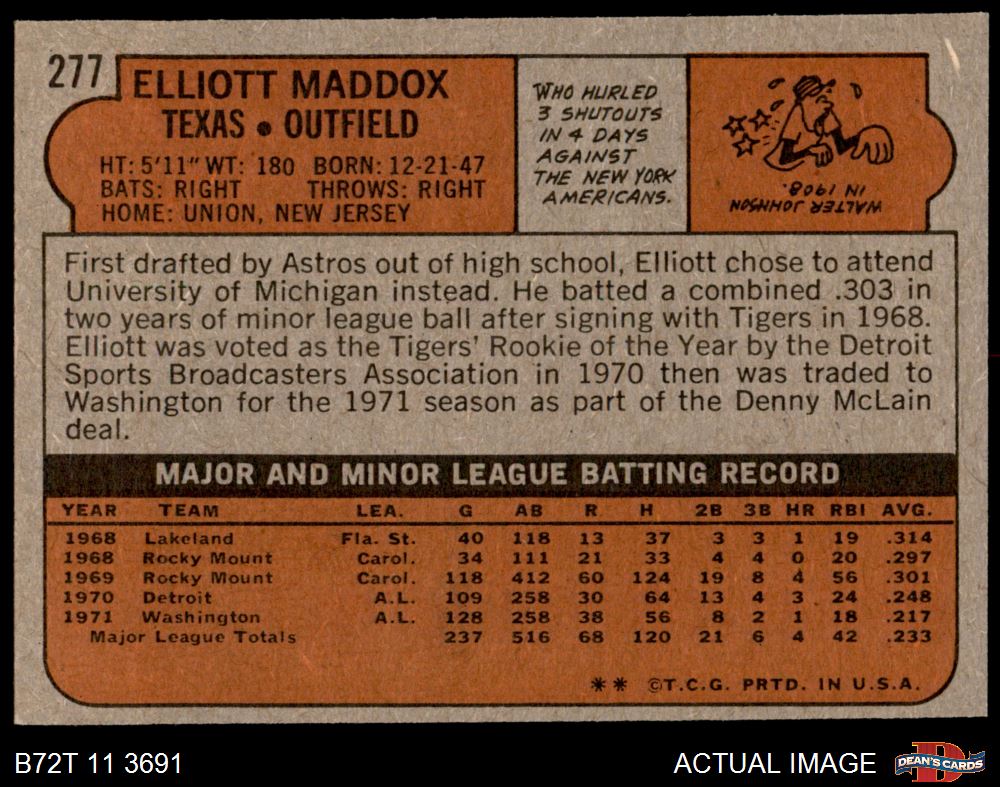 277
ELLIOTT MADDOX
TEXAS • OUTFIELD
HT: 5'11" WT: 180 BORN: 12-21-47
BATS: RIGHT THROWS: RIGHT
HOME: UNION, NEW JERSEY
WHO HURLED
3 SHUTOUTS
IN 4 DAYS
AGAINST
THE NEW YORK
AMERICANS.
WALTER JOHNSON
IN 1908.
First drafted by Astros out of high school, Elliott chose to attend
University of Michigan instead. He batted a combined .303 in
two years of minor league ball after signing with Tigers in 1968.
Elliott was voted as the Tigers' Rookie of the Year by the Detroit
Sports Broadcasters Association in 1970 then was traded to
Washington for the 1971 season as part of the Denny McLain
deal.
MAJOR AND MINOR LEAGUE BATTING RECORD
YEAR TEAM LEA. G AB R H 2B 3B HR RBI AVG.
1968 Lakeland Fla. St. 40 118 13 37 3 3 1 19 .314
1968 Rocky Mount Carol. 34 111 21 33 4 4 0 20 .297
1969 Rocky Mount Carol. 118 412 60 124 19 8 4 56 .301
1970 Detroit A.L. 109 258 30 64 13 4 3 24 .248
1971 Washington A.L. 128 258 38 56 8 2 1 18 .217
Major League Totals 237 516 68 120 21 6 4 42 .233
** ©T.C.G. PRTD. IN U.S.A.
B72T 11 3691
ACTUAL IMAGE
DEAN'S CARDS